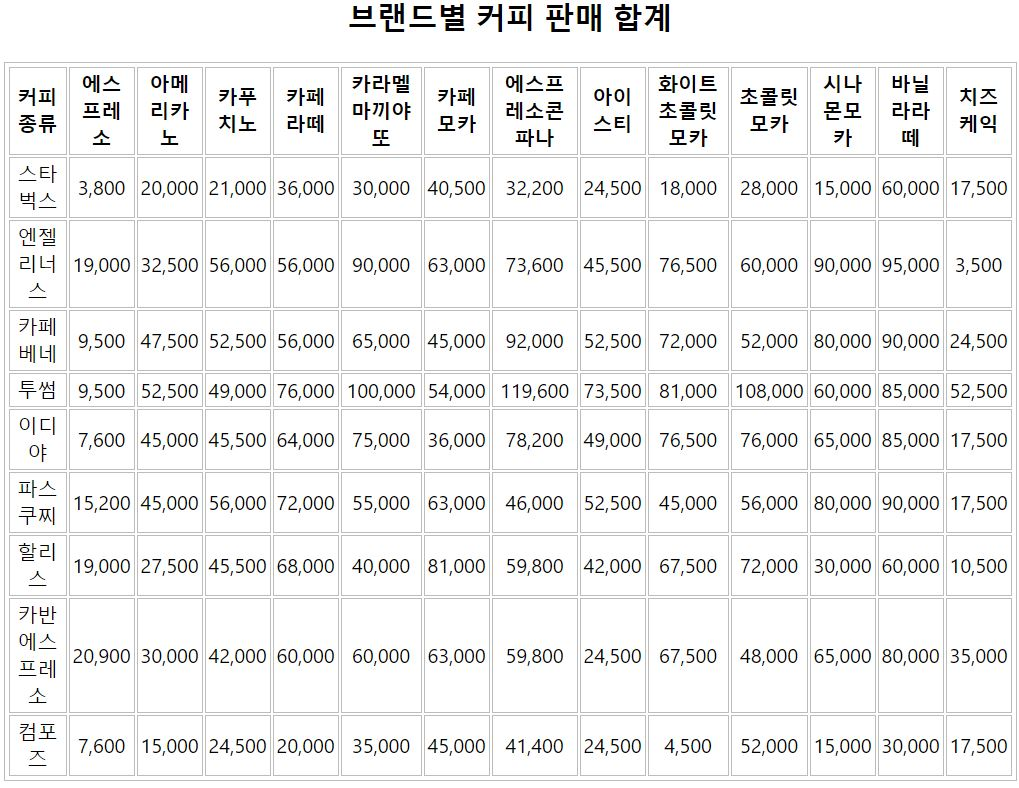 브랜드별 커피 판매 합계
커피종류 에스프레소 아메리카노 카푸치노 카페라떼 카라멜마끼야또 카페모카 에스프레소콘파나 아이스티 화이트초콜릿모카 초콜릿모카 시나몬모카 바닐라라떼 치즈케익
스타벅스 3,800 20,000 21,000 36,000 30,000 40,500 32,200 24,500 18,000 28,000 15,000 60,000 17,500
엔젤리너스 19,000 32,500 56,000 56,000 90,000 63,000 73,600 45,500 76,500 60,000 90,000 95,000 3,500
카페베네 9,500 47,500 52,500 56,000 65,000 45,000 92,000 52,500 72,000 52,000 80,000 90,000 24,500
투썸 9,500 52,500 49,000 76,000 100,000 54,000 119,600 73,500 81,000 108,000 60,000 85,000 52,500
이디야 7,600 45,000 45,500 64,000 75,000 36,000 78,200 49,000 76,500 76,000 65,000 85,000 17,500
파스쿠찌 15,200 45,000 56,000 72,000 55,000 63,000 46,000 52,500 45,000 56,000 80,000 90,000 17,500
할리스 19,000 27,500 45,500 68,000 40,000 81,000 59,800 42,000 67,500 72,000 30,000 60,000 10,500
카반에스프레소 20,900 30,000 42,000 60,000 60,000 63,000 59,800 24,500 67,500 48,000 65,000 80,000 35,000
컴포즈 7,600 15,000 24,500 20,000 35,000 45,000 41,400 24,500 4,500 52,000 15,000 30,000 17,500